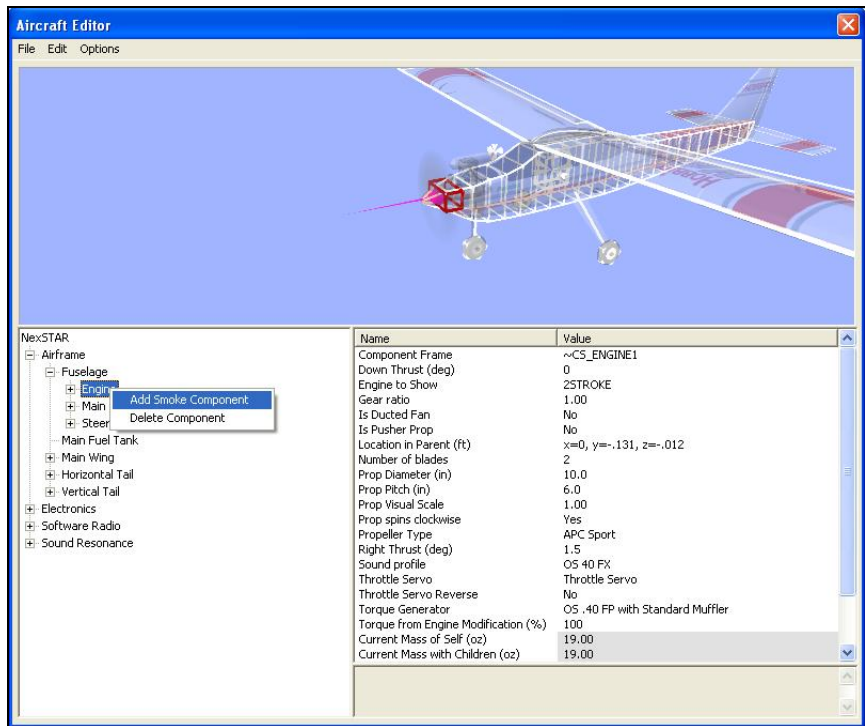 Aircraft Editor
File Edit Options
NexSTAR
Airframe
Fuselage
Engine
Add Smoke Component
Main
Delete Component
Steer
Main Fuel Tank
Main Wing
Horizontal Tail
Vertical Tail
Electronics
Software Radio
Sound Resonance
Name Value
Component Frame ~CS_ENGINE1
Down Thrust (deg) 0
Engine to Show 2STROKE
Gear ratio 1.00
Is Ducted Fan No
Is Pusher Prop No
Location in Parent (ft) x=0, y=-.131, z=-.012
Number of blades 2
Prop Diameter (in) 10.0
Prop Pitch (in) 6.0
Prop Visual Scale 1.00
Prop spins clockwise Yes
Propeller Type APC Sport
Right Thrust (deg) 1.5
Sound profile OS 40 FX
Throttle Servo Throttle Servo
Throttle Servo Reverse No
Torque Generator OS .40 FP with Standard Muffler
Torque from Engine Modification (%) 100
Current Mass of Self (oz) 19.00
Current Mass with Children (oz) 19.00